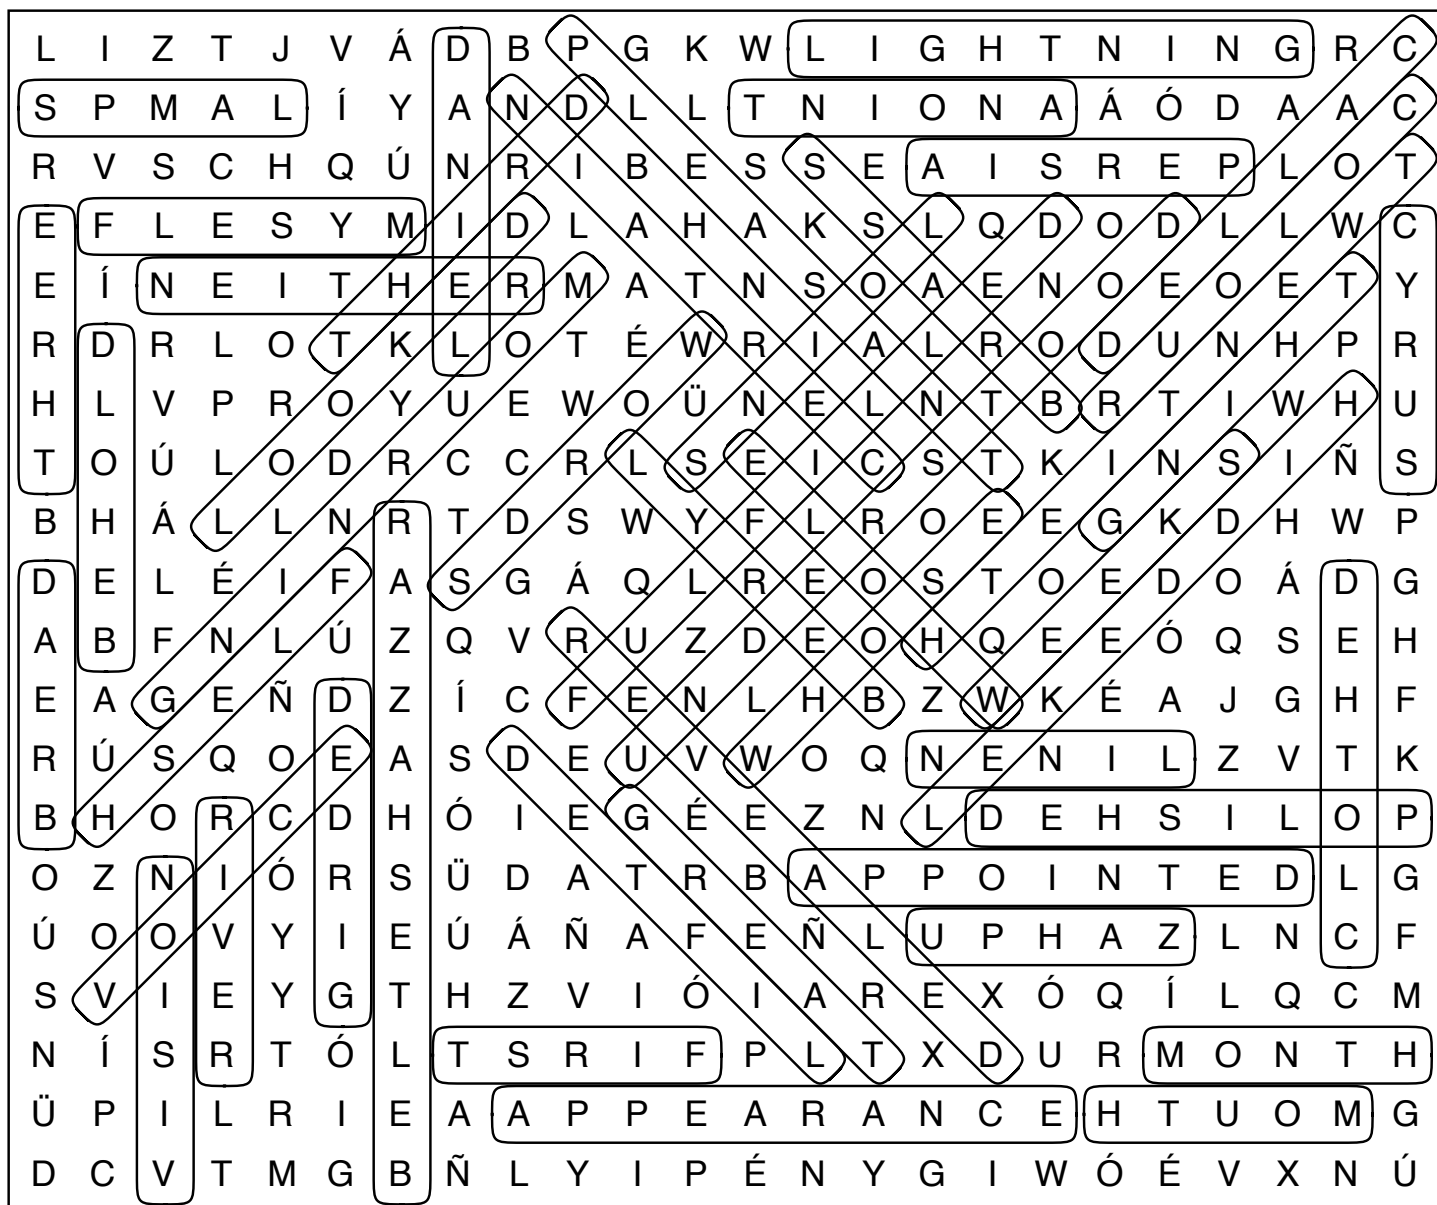 L I Z T J V Á D B P G K W L I G H T N I N G R C
S P M A L Í Y A N D L L T N I O N A Á Ó D A A C
R V S C H Q Ú N R I B E S S E A I S R E P L O T
E F L E S Y M I D L A H A K S L Q D O D L L W C
E Í N E I T H E R M A T N S O A E N O E O E T Y
R D R L O T K L O T É W R I A L R O D U N H P R
H L V P R O Y U E W O Ü N E L N T B R T I W H U
T O Ú L O D R C C R L S E I C S T K I N S I Ñ S
B H Á L L N R T D S W Y F L R O E E G K D H W P
D E L É I F A S G Á Q L R E O S T O E D O Á D G
A B F N L Ú Z Q V R U Z D E O H Q E E Ó Q S E H
E A G E Ñ D Z Í C F E N L H B Z W K É A J G H F
R Ú S Q O E A S D E U V W O Q N E N I L Z V T K
B H O R C D H Ó I E G É E Z N L D E H S I L O P
O Z N I Ó R S Ü D A T R B A P P O I N T E D L G
Ú O O V Y I E Ú Á Ñ A F E Ñ L U P H A Z L N C F
S V I E Y G T H Z V I Ó I A R E X Ó Q Í L Q C M
N Í S R T Ó L T S R I F P L T X D U R M O N T H
Ü P I L R I E A A P P E A R A N C E H T U O M G
D C V T M G B Ñ L Y I P É N Y G I W Ó É V X N Ú